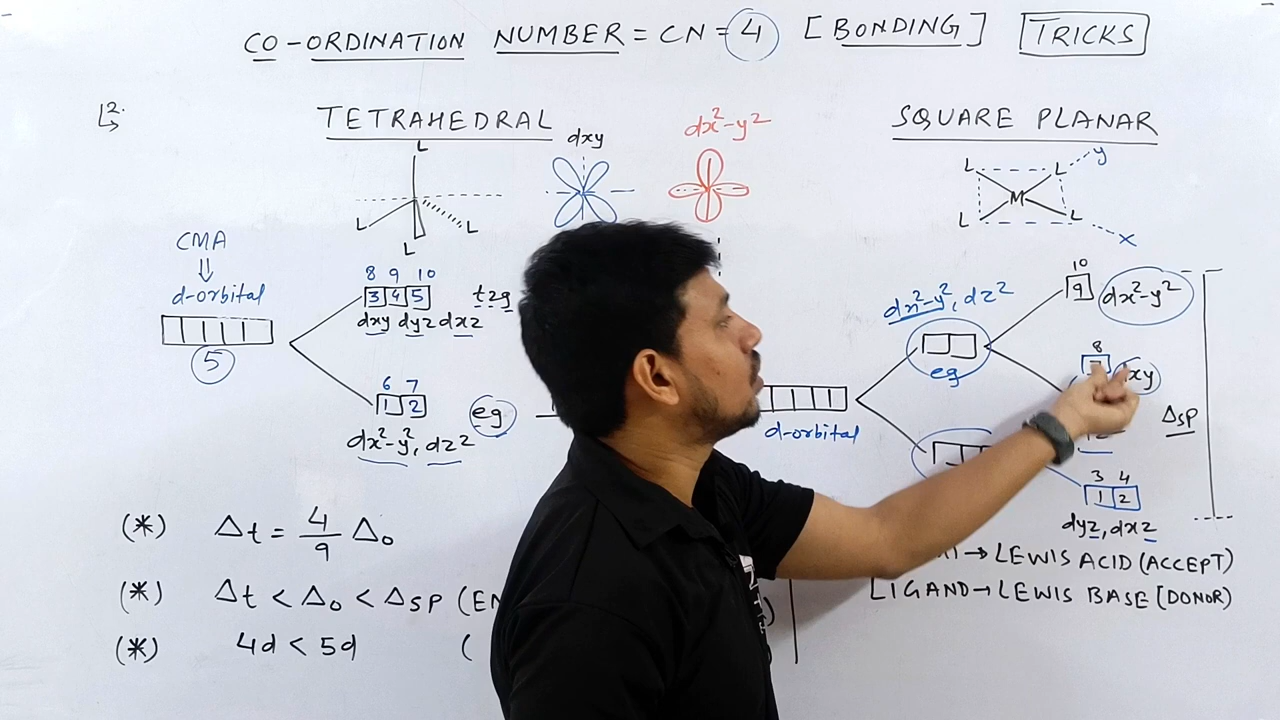 CO-ORDINATION NUMBER = CN = 4 [BONDING] TRICKS
L2.
TETRAHEDRAL
L
L
L
L
dxy
dx²-y²
SQUARE PLANAR
L
L
M
L
L
y
x
CMA
⇓
d-orbital
5
8 9 10
3 4 5
t2g
dxy dyz dxz
6 7
1 2
eg
dx²-y², dz²
d-orbital
dx²-y², dz²
eg
10
9
dx²-y²
8
xy
3 4
1 2
dyz, dxz
Δsp
(*) Δt = 4/9 Δo
(*) Δt < Δo < Δsp (EN
(*) 4d < 5d (
→ LEWIS ACID (ACCEPT)
LIGAND → LEWIS BASE (DONOR)